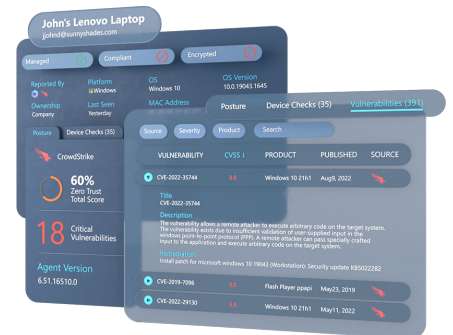 John's Lenovo Laptop
jjohnd@sunnyshades.com
Managed
Compliant
Encrypted
Reported By
Platform
Windows
OS
Windows 10
OS Version
10.0.19043.1645
Ownership
Company
Last Seen
Yesterday
MAC Address
Posture
Device Checks (35)
CrowdStrike
60%
Zero Trust
Total Score
18 Critical
Vulnerabilities
Agent Version
6.51.16510.0
Posture Device Checks (35) Vulnerabilities (391)
Source Severity Product Search
VULNERABILITY CVSS ↓ PRODUCT PUBLISHED SOURCE
CVE-2022-35744 9.8 Windows 10 21h1 Aug9, 2022
Title
CVE-2022-35744
Description
The vulnerability allows a remote attacker to execute arbitrary code on the target system.
The vulnerability exists due to insufficient validation of user-supplied input in the
windows point-to-point protocol (PPP). A remote attacker can pass specially crafted
input to the application and execute arbitrary code on the target system.
Remediation
Install patch for microsoft windows 10 19043 (Workstation): Security update KB5022282
CVE-2019-7096 9.8 Flash Player ppapi May23, 2019
CVE-2022-29130 9.8 Windows 10 21h1 May11, 2022